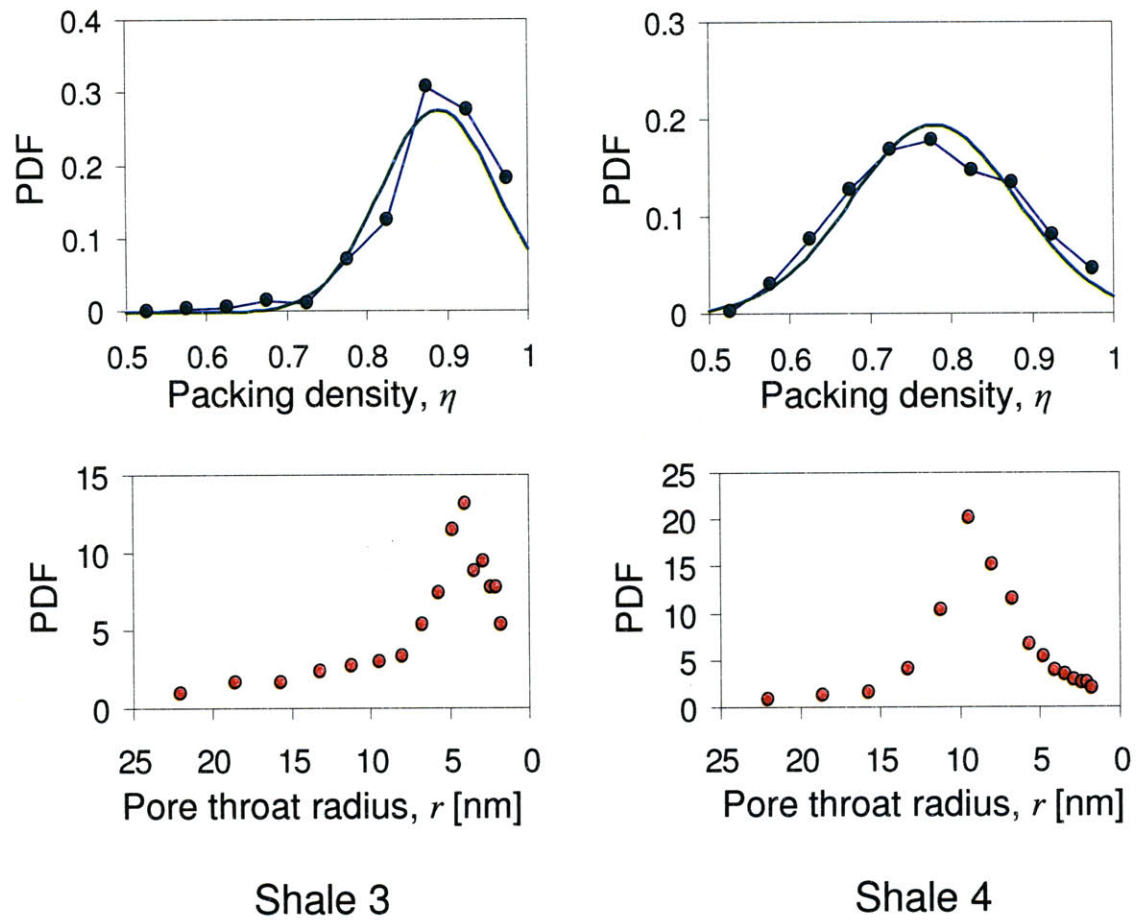 0.4
0.3
0.2
0.1
0
PDF
0.5 0.6 0.7 0.8 0.9 1
Packing density, η
0.3
0.2
0.1
0
PDF
0.5 0.6 0.7 0.8 0.9 1
Packing density, η
15
10
5
0
PDF
25 20 15 10 5 0
Pore throat radius, r [nm]
25
20
15
10
5
0
PDF
25 20 15 10 5 0
Pore throat radius, r [nm]
Shale 3
Shale 4